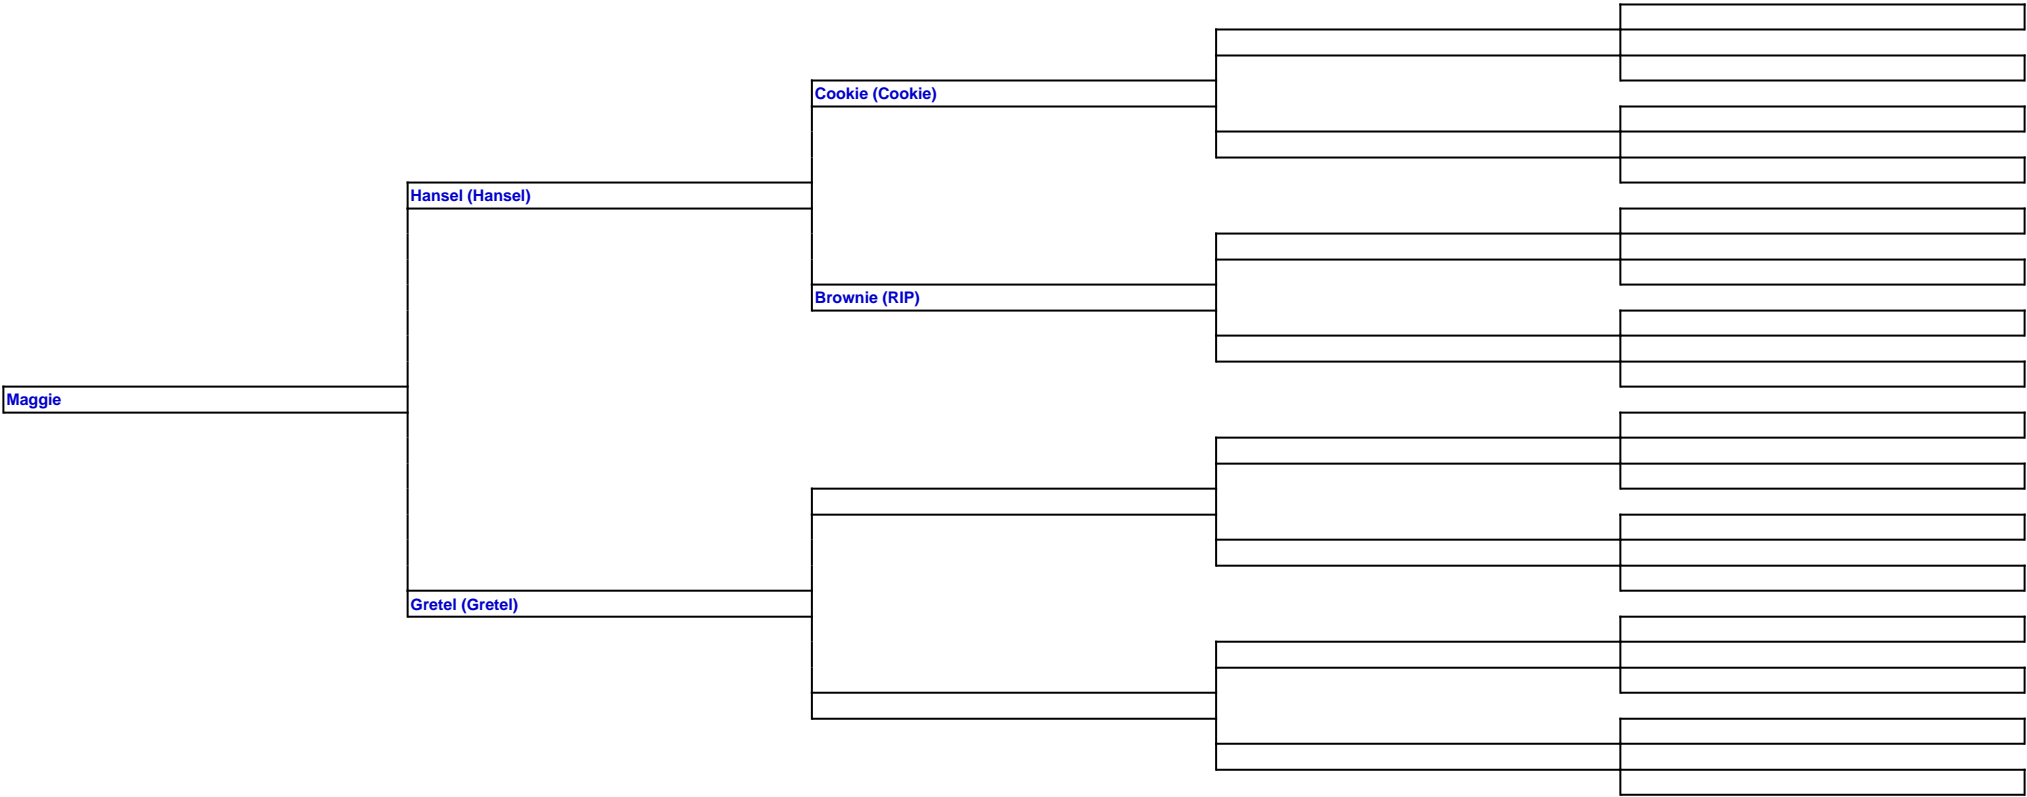 Cookie (Cookie)
Hansel (Hansel)
Brownie (RIP)
Maggie
Gretel (Gretel)